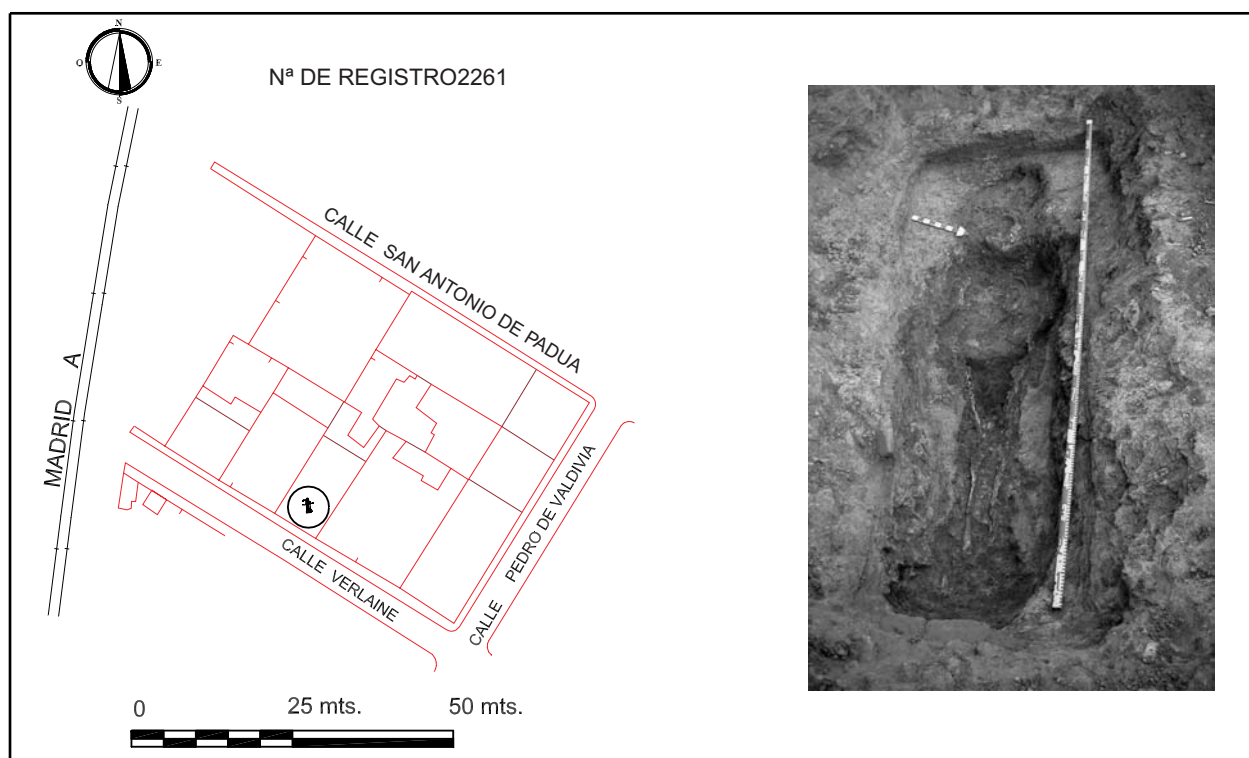 N
O
E
S
Nª DE REGISTRO2261
CALLE SAN ANTONIO DE PADUA
MADRID A
CALLE PEDRO DE VALDIVIA
CALLE VERLAINE
0 25 mts. 50 mts.